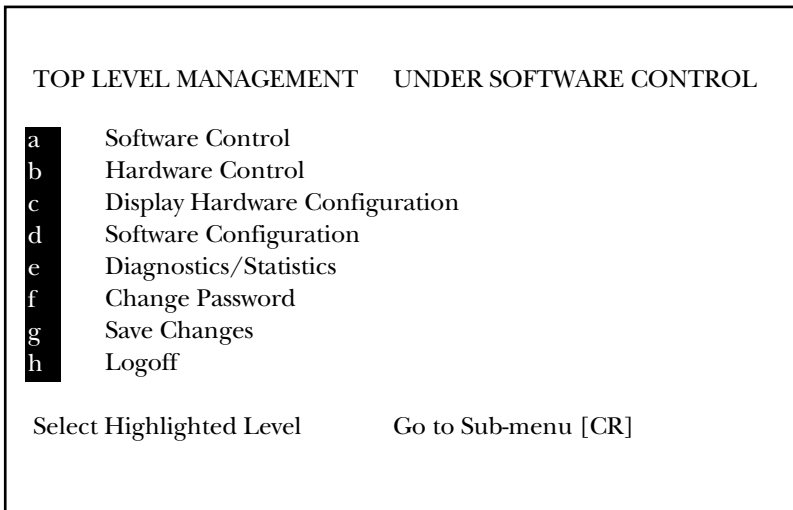 TOP LEVEL MANAGEMENT UNDER SOFTWARE CONTROL
a Software Control
b Hardware Control
c Display Hardware Configuration
d Software Configuration
e Diagnostics/Statistics
f Change Password
g Save Changes
h Logoff
Select Highlighted Level Go to Sub-menu [CR]